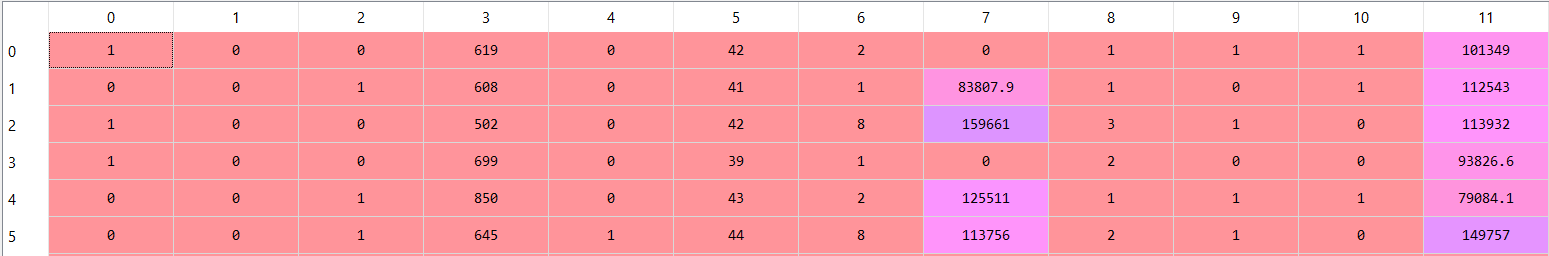 0 1 2 3 4 5 6 7 8 9 10 11
0 1 0 0 619 0 42 2 0 1 1 1 101349
1 0 0 1 608 0 41 1 83807.9 1 0 1 112543
2 1 0 0 502 0 42 8 159661 3 1 0 113932
3 1 0 0 699 0 39 1 0 2 0 0 93826.6
4 0 0 1 850 0 43 2 125511 1 1 1 79084.1
5 0 0 1 645 1 44 8 113756 2 1 0 149757